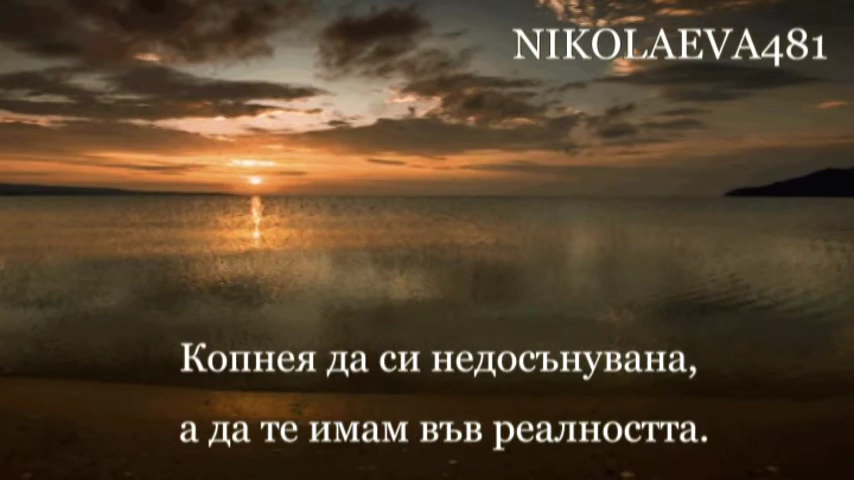 NIKOLAEVA481
Копнея да си недосънувана,
а да те имам във реалността.